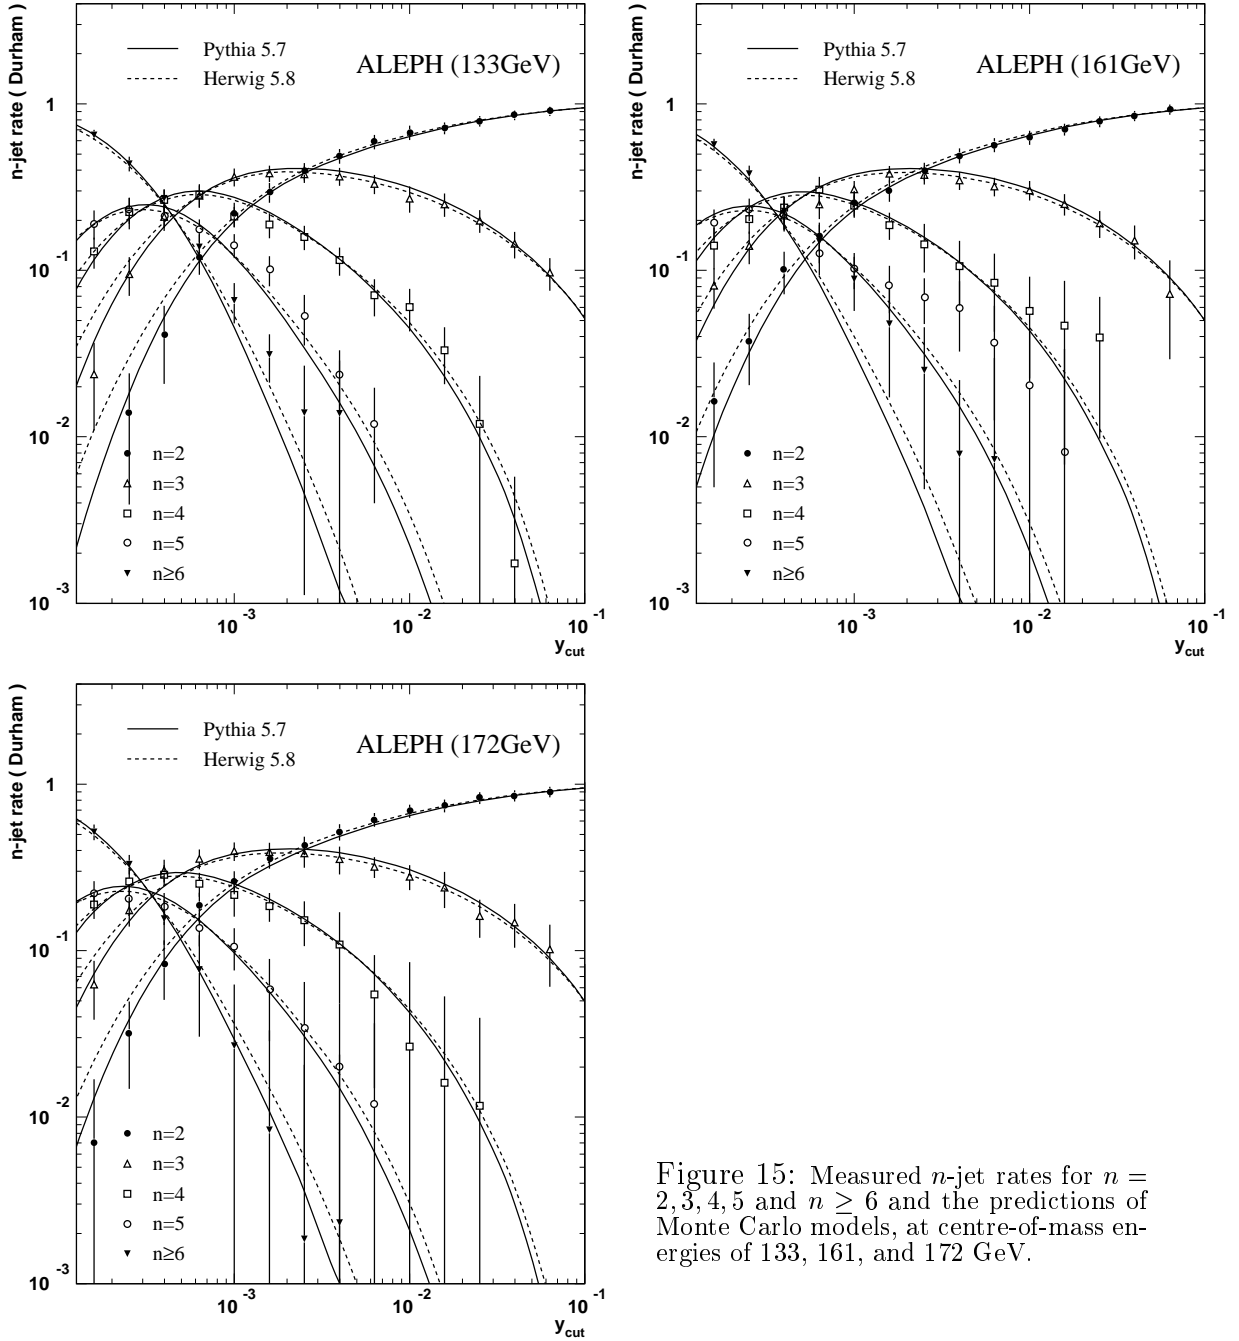 n-jet rate ( Durham )
Pythia 5.7
Herwig 5.8
ALEPH (133GeV)
1
10 -1
10 -2
10 -3
n=2
n=3
n=4
n=5
n≥6
10 -3
10 -2
10 -1
ycut
n-jet rate ( Durham )
Pythia 5.7
Herwig 5.8
ALEPH (161GeV)
1
10 -1
10 -2
10 -3
n=2
n=3
n=4
n=5
n≥6
10 -3
10 -2
10 -1
ycut
n-jet rate ( Durham )
Pythia 5.7
Herwig 5.8
ALEPH (172GeV)
1
10 -1
10 -2
10 -3
n=2
n=3
n=4
n=5
n≥6
10 -3
10 -2
10 -1
ycut
Figure 15: Measured n-jet rates for n =
2, 3, 4, 5 and n ≥ 6 and the predictions of
Monte Carlo models, at centre-of-mass en-
ergies of 133, 161, and 172 GeV.